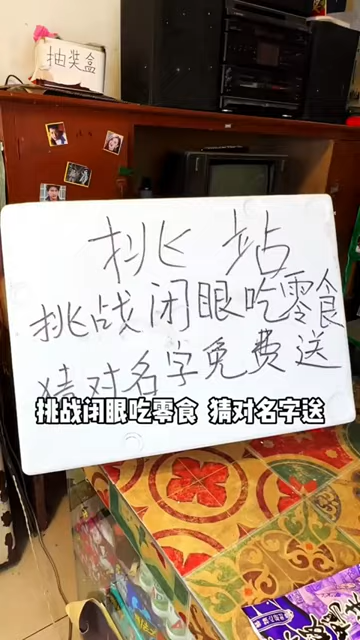 抽奖盒
挑 站
挑战闭眼吃零食
猜对名字免费送
挑战闭眼吃零食 猜对名字送